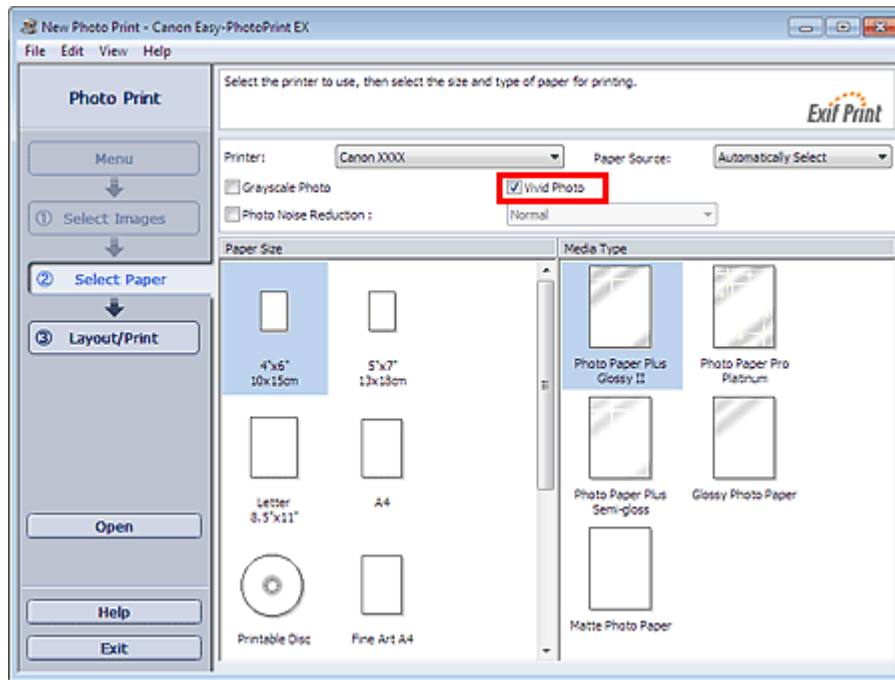 New Photo Print - Canon Easy-PhotoPrint EX
File Edit View Help
Photo Print
Menu
① Select Images
② Select Paper
③ Layout/Print
Open
Help
Exit
Select the printer to use, then select the size and type of paper for printing.
Exif Print
Printer: Canon XXXX Paper Source: Automatically Select
Grayscale Photo Vivid Photo
Photo Noise Reduction : Normal
Paper Size
4"x6"
10x15cm
5"x7"
13x18cm
Letter
8.5"x11"
A4
Printable Disc
Fine Art A4
Media Type
Photo Paper Plus
Glossy II
Photo Paper Pro
Platinum
Photo Paper Plus
Semi-gloss
Glossy Photo Paper
Matte Photo Paper